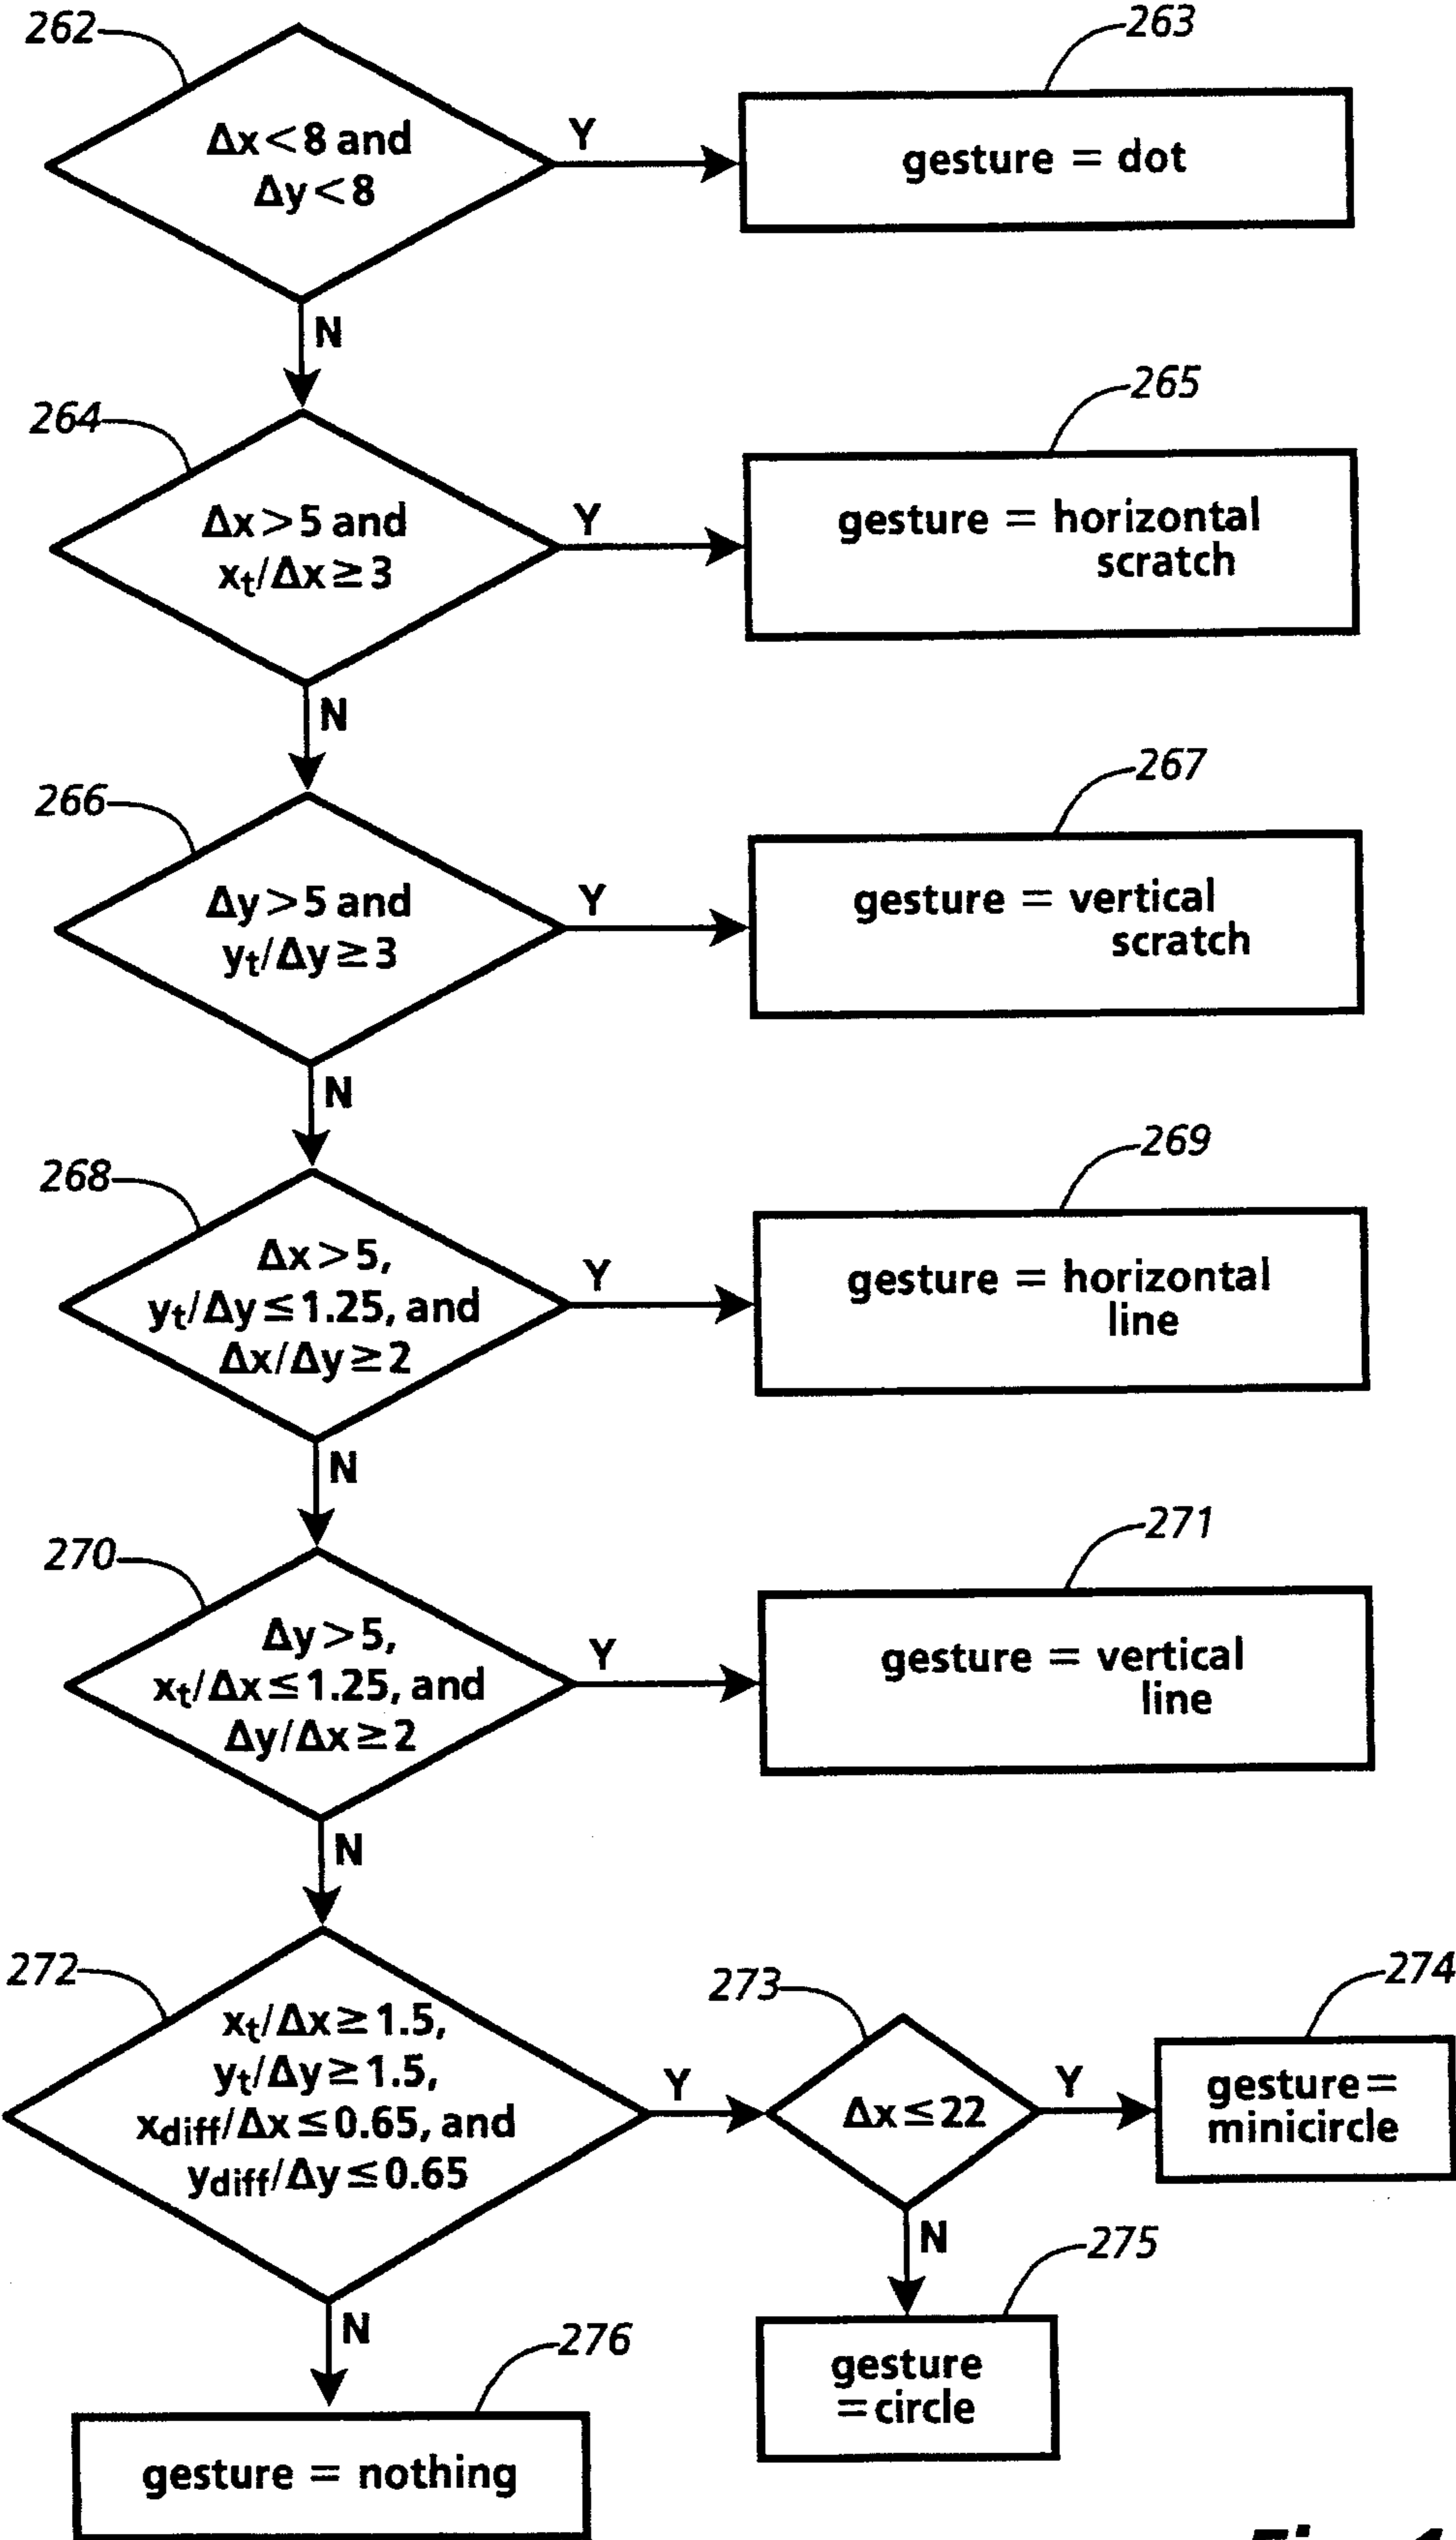 262
263
Δx<8 and
Δy<8
Y
gesture = dot
N
264
265
Δx>5 and
xt/Δx≥3
Y
gesture = horizontal
scratch
N
266
267
Δy>5 and
yt/Δy≥3
Y
gesture = vertical
scratch
N
268
269
Δx>5,
yt/Δy≤1.25, and
Δx/Δy≥2
Y
gesture = horizontal
line
N
270
271
Δy>5,
xt/Δx≤1.25, and
Δy/Δx≥2
Y
gesture = vertical
line
N
272
273
274
xt/Δx≥1.5,
yt/Δy≥1.5,
xdiff/Δx≤0.65, and
ydiff/Δy≤0.65
Y
Δx≤22
Y
gesture=
minicircle
N
275
gesture
=circle
N
276
gesture = nothing